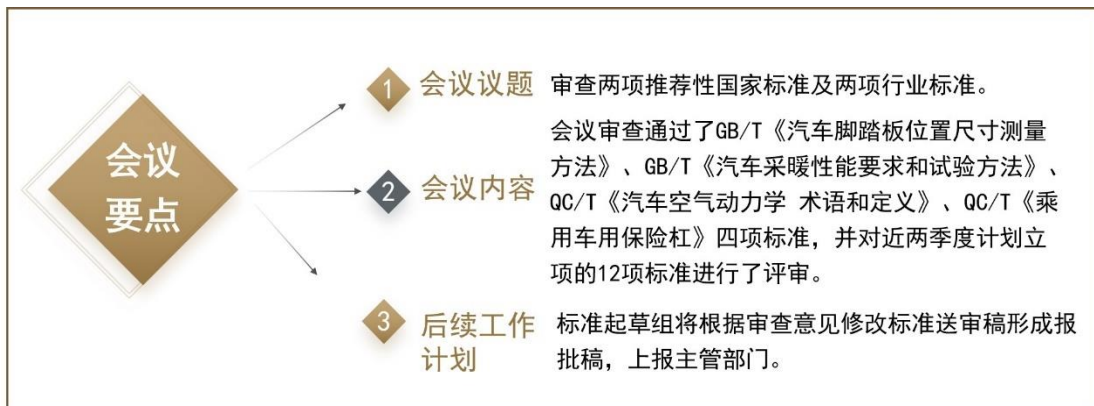 会议
要点
1
会议议题
审查两项推荐性国家标准及两项行业标准。
2
会议内容
会议审查通过了GB/T《汽车脚踏板位置尺寸测量
方法》、GB/T《汽车采暖性能要求和试验方法》、
QC/T《汽车空气动力学 术语和定义》、QC/T《乘
用车用保险杠》四项标准，并对近两季度计划立
项的12项标准进行了评审。
3
后续工作
计划
标准起草组将根据审查意见修改标准送审稿形成报
批稿，上报主管部门。